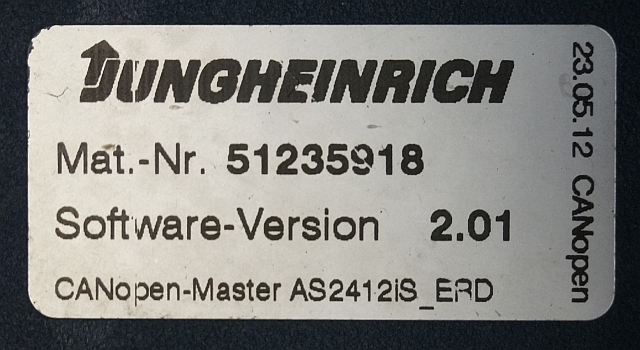 JUNGHEINRICH
Mat.-Nr. 51235918
Software-Version 2.01
CANopen-Master AS2412iS_ERD
23.05.12 CANopen